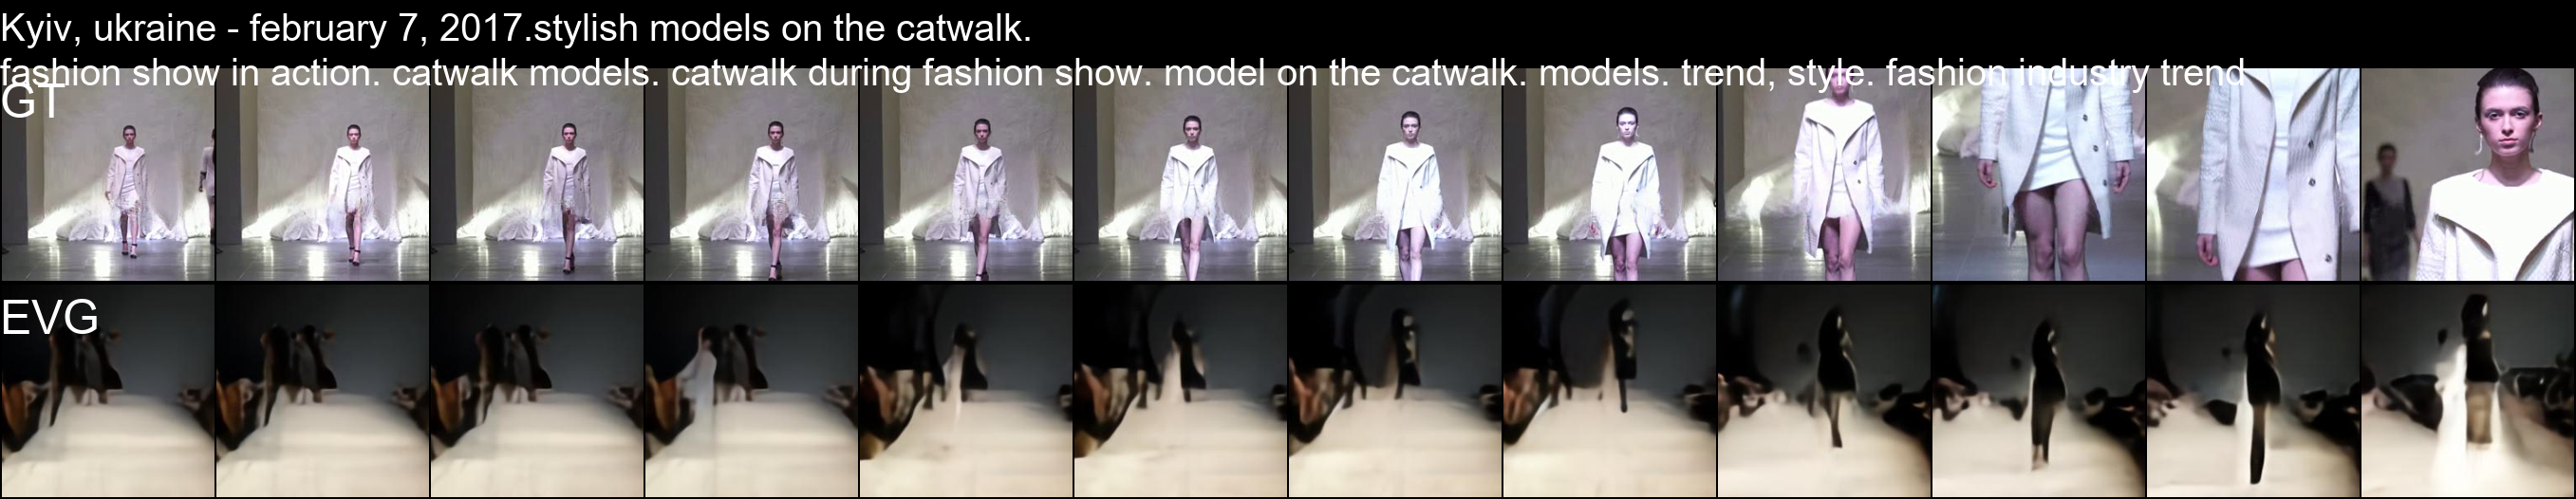 Kyiv, ukraine - february 7, 2017.stylish models on the catwalk.
fashion show in action. catwalk models. catwalk during fashion show. model on the catwalk. models. trend, style. fashion industry trend
GT
EVG